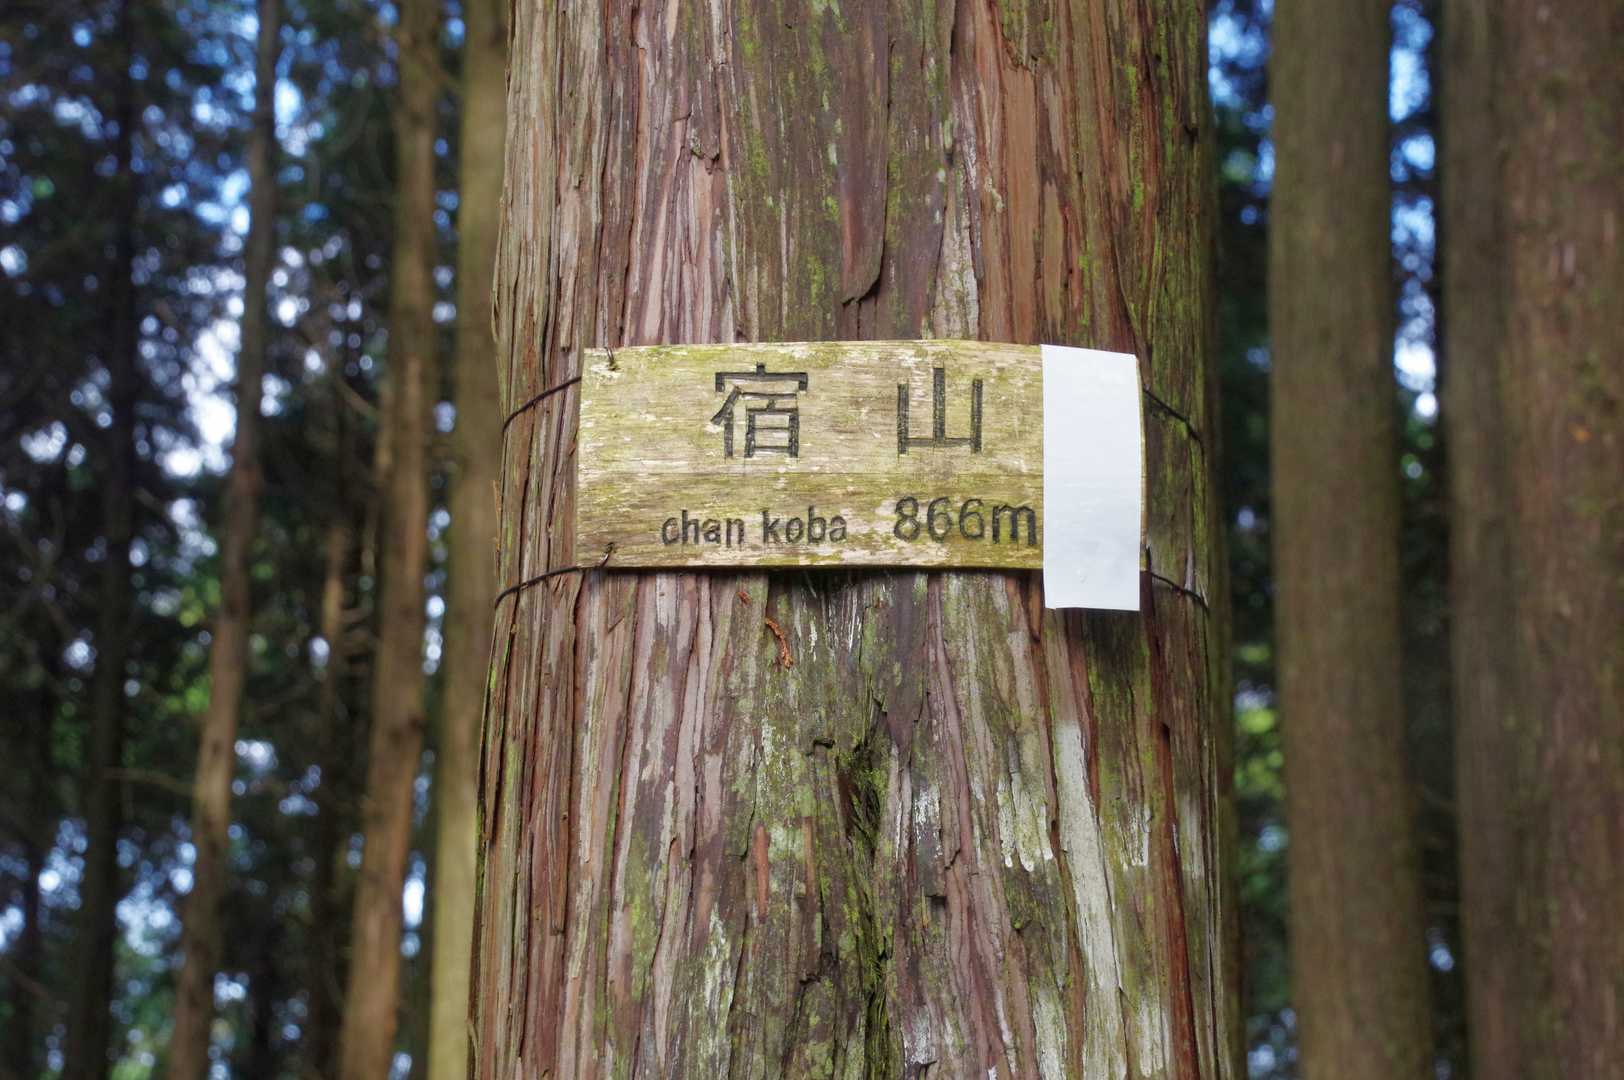 宿 山
chan koba 866m